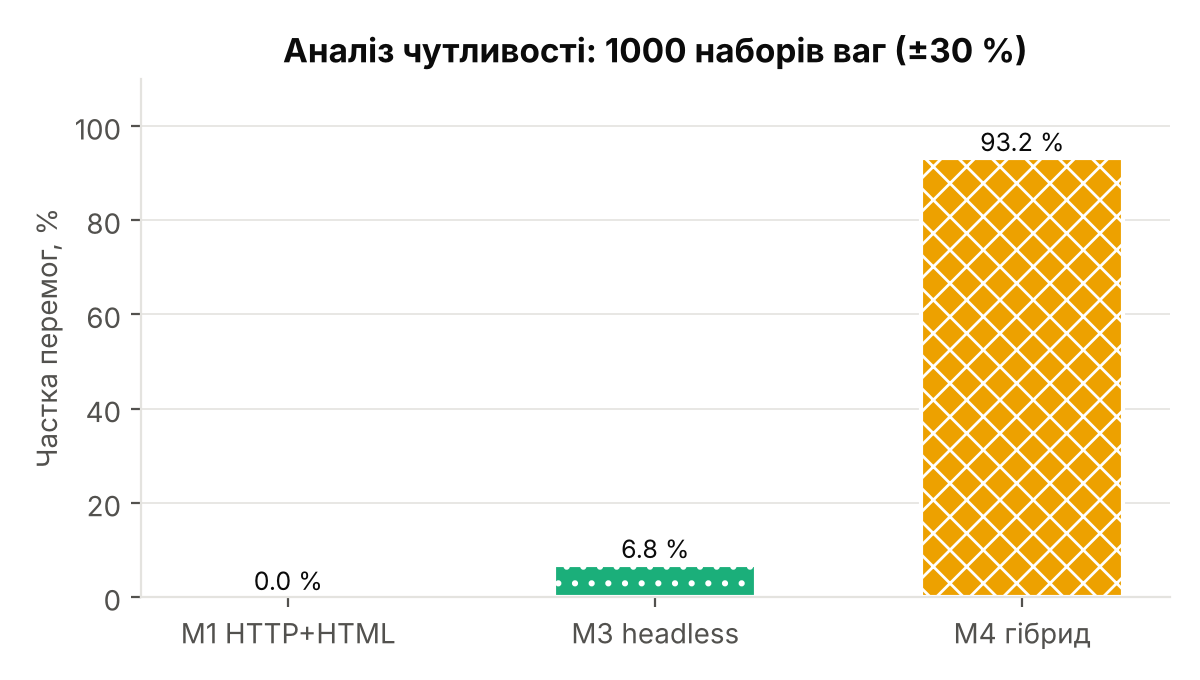 Аналіз чутливості: 1000 наборів ваг (±30 %)
Частка перемог, %
100
80
60
40
20
0
0.0 %
6.8 %
93.2 %
M1 HTTP+HTML
M3 headless
M4 гібрид